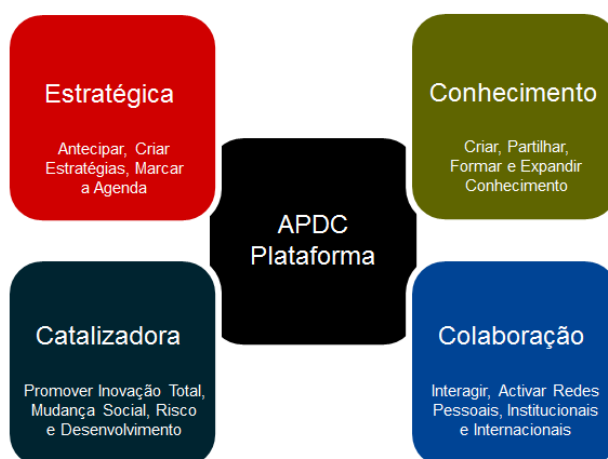 Estratégica
Antecipar, Criar
Estratégias, Marcar
a Agenda
Conhecimento
Criar, Partilhar,
Formar e Expandir
Conhecimento
APDC
Plataforma
Catalizadora
Promover Inovação Total,
Mudança Social, Risco
e Desenvolvimento
Colaboração
Interagir, Activar Redes
Pessoais, Institucionais
e Internacionais